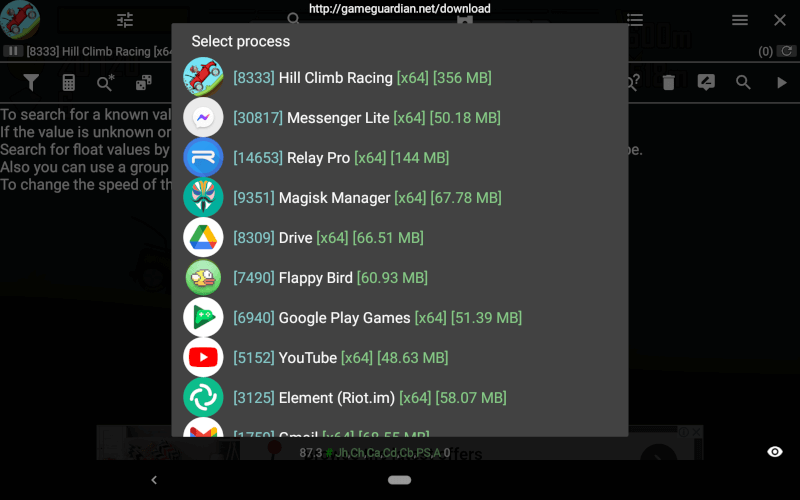 http://gameguardian.net/download
Select process
[8333] Hill Climb Racing [x64
(0)
[8333] Hill Climb Racing [x64] [356 MB]
[30817] Messenger Lite [x64] [50.18 MB]
To search for a known val
If the value is unknown or
Search for float values by
be.
[14653] Relay Pro [x64] [144 MB]
Also you can use a group
To change the speed of th
[9351] Magisk Manager [x64] [67.78 MB]
[8309] Drive [x64] [66.51 MB]
[7490] Flappy Bird [60.93 MB]
[6940] Google Play Games [x64] [51.39 MB]
[5152] YouTube [x64] [48.63 MB]
[3125] Element (Riot.im) [x64] [58.07 MB]
[1759] Gmail [x64] [68.55 MB]
87.3 # Jh,Ch,Ca,Cd,Cb,PS,A 0